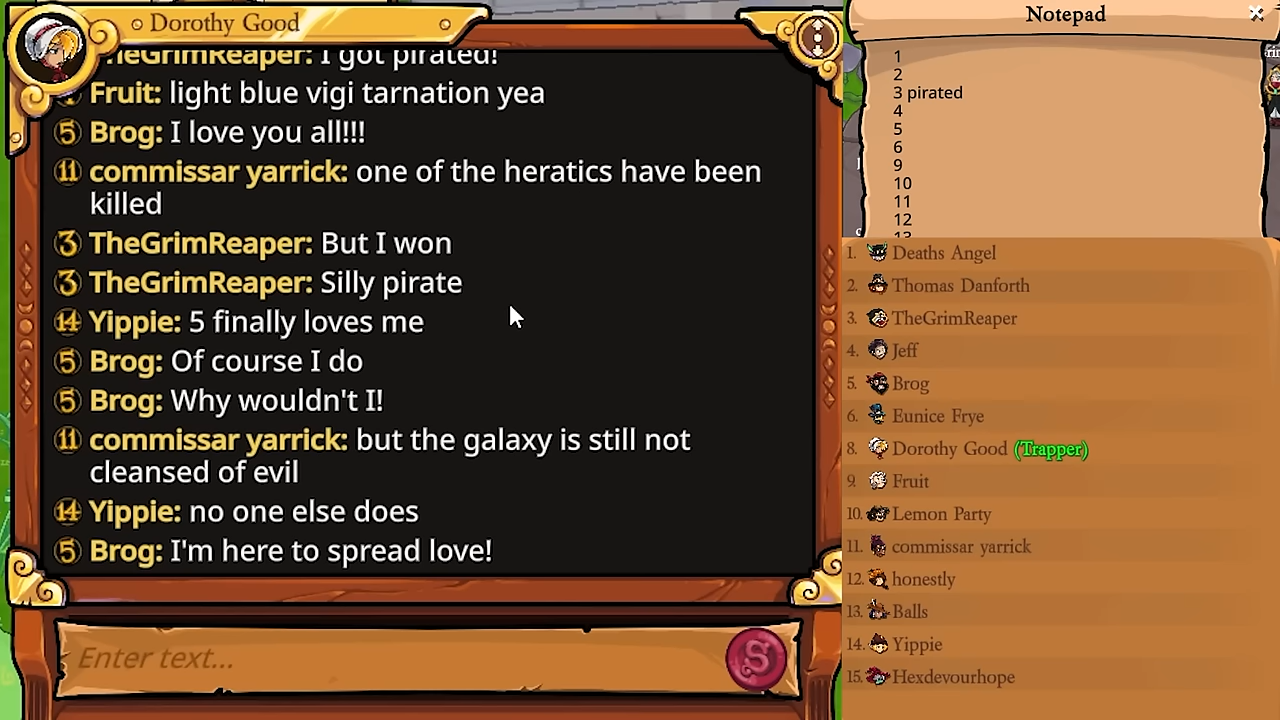 Dorothy Good
TheGrimReaper: I got pirated!
Fruit: light blue vigi tarnation yea
5 Brog: I love you all!!!
11 commissar yarrick: one of the heratics have been
killed
3 TheGrimReaper: But I won
3 TheGrimReaper: Silly pirate
14 Yippie: 5 finally loves me
5 Brog: Of course I do
5 Brog: Why wouldn't I!
11 commissar yarrick: but the galaxy is still not
cleansed of evil
14 Yippie: no one else does
5 Brog: I'm here to spread love!
Enter text...
S
Notepad
1
2
3 pirated
4
5
6
9
10
11
12
13
1. Deaths Angel
2. Thomas Danforth
3. TheGrimReaper
4. Jeff
5. Brog
6. Eunice Frye
8. Dorothy Good (Trapper)
9. Fruit
10. Lemon Party
11. commissar yarrick
12. honestly
13. Balls
14. Yippie
15. Hexdevourhope